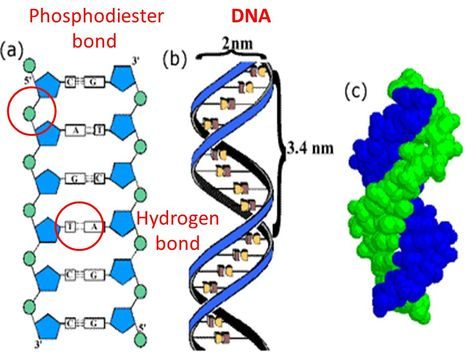 Phosphodiester
bond
DNA
(a)
(b)
(c)
2nm
3.4 nm
5'
3'
C G
A T
G C
T A
Hydrogen
bond
C G
C G
3'
5'